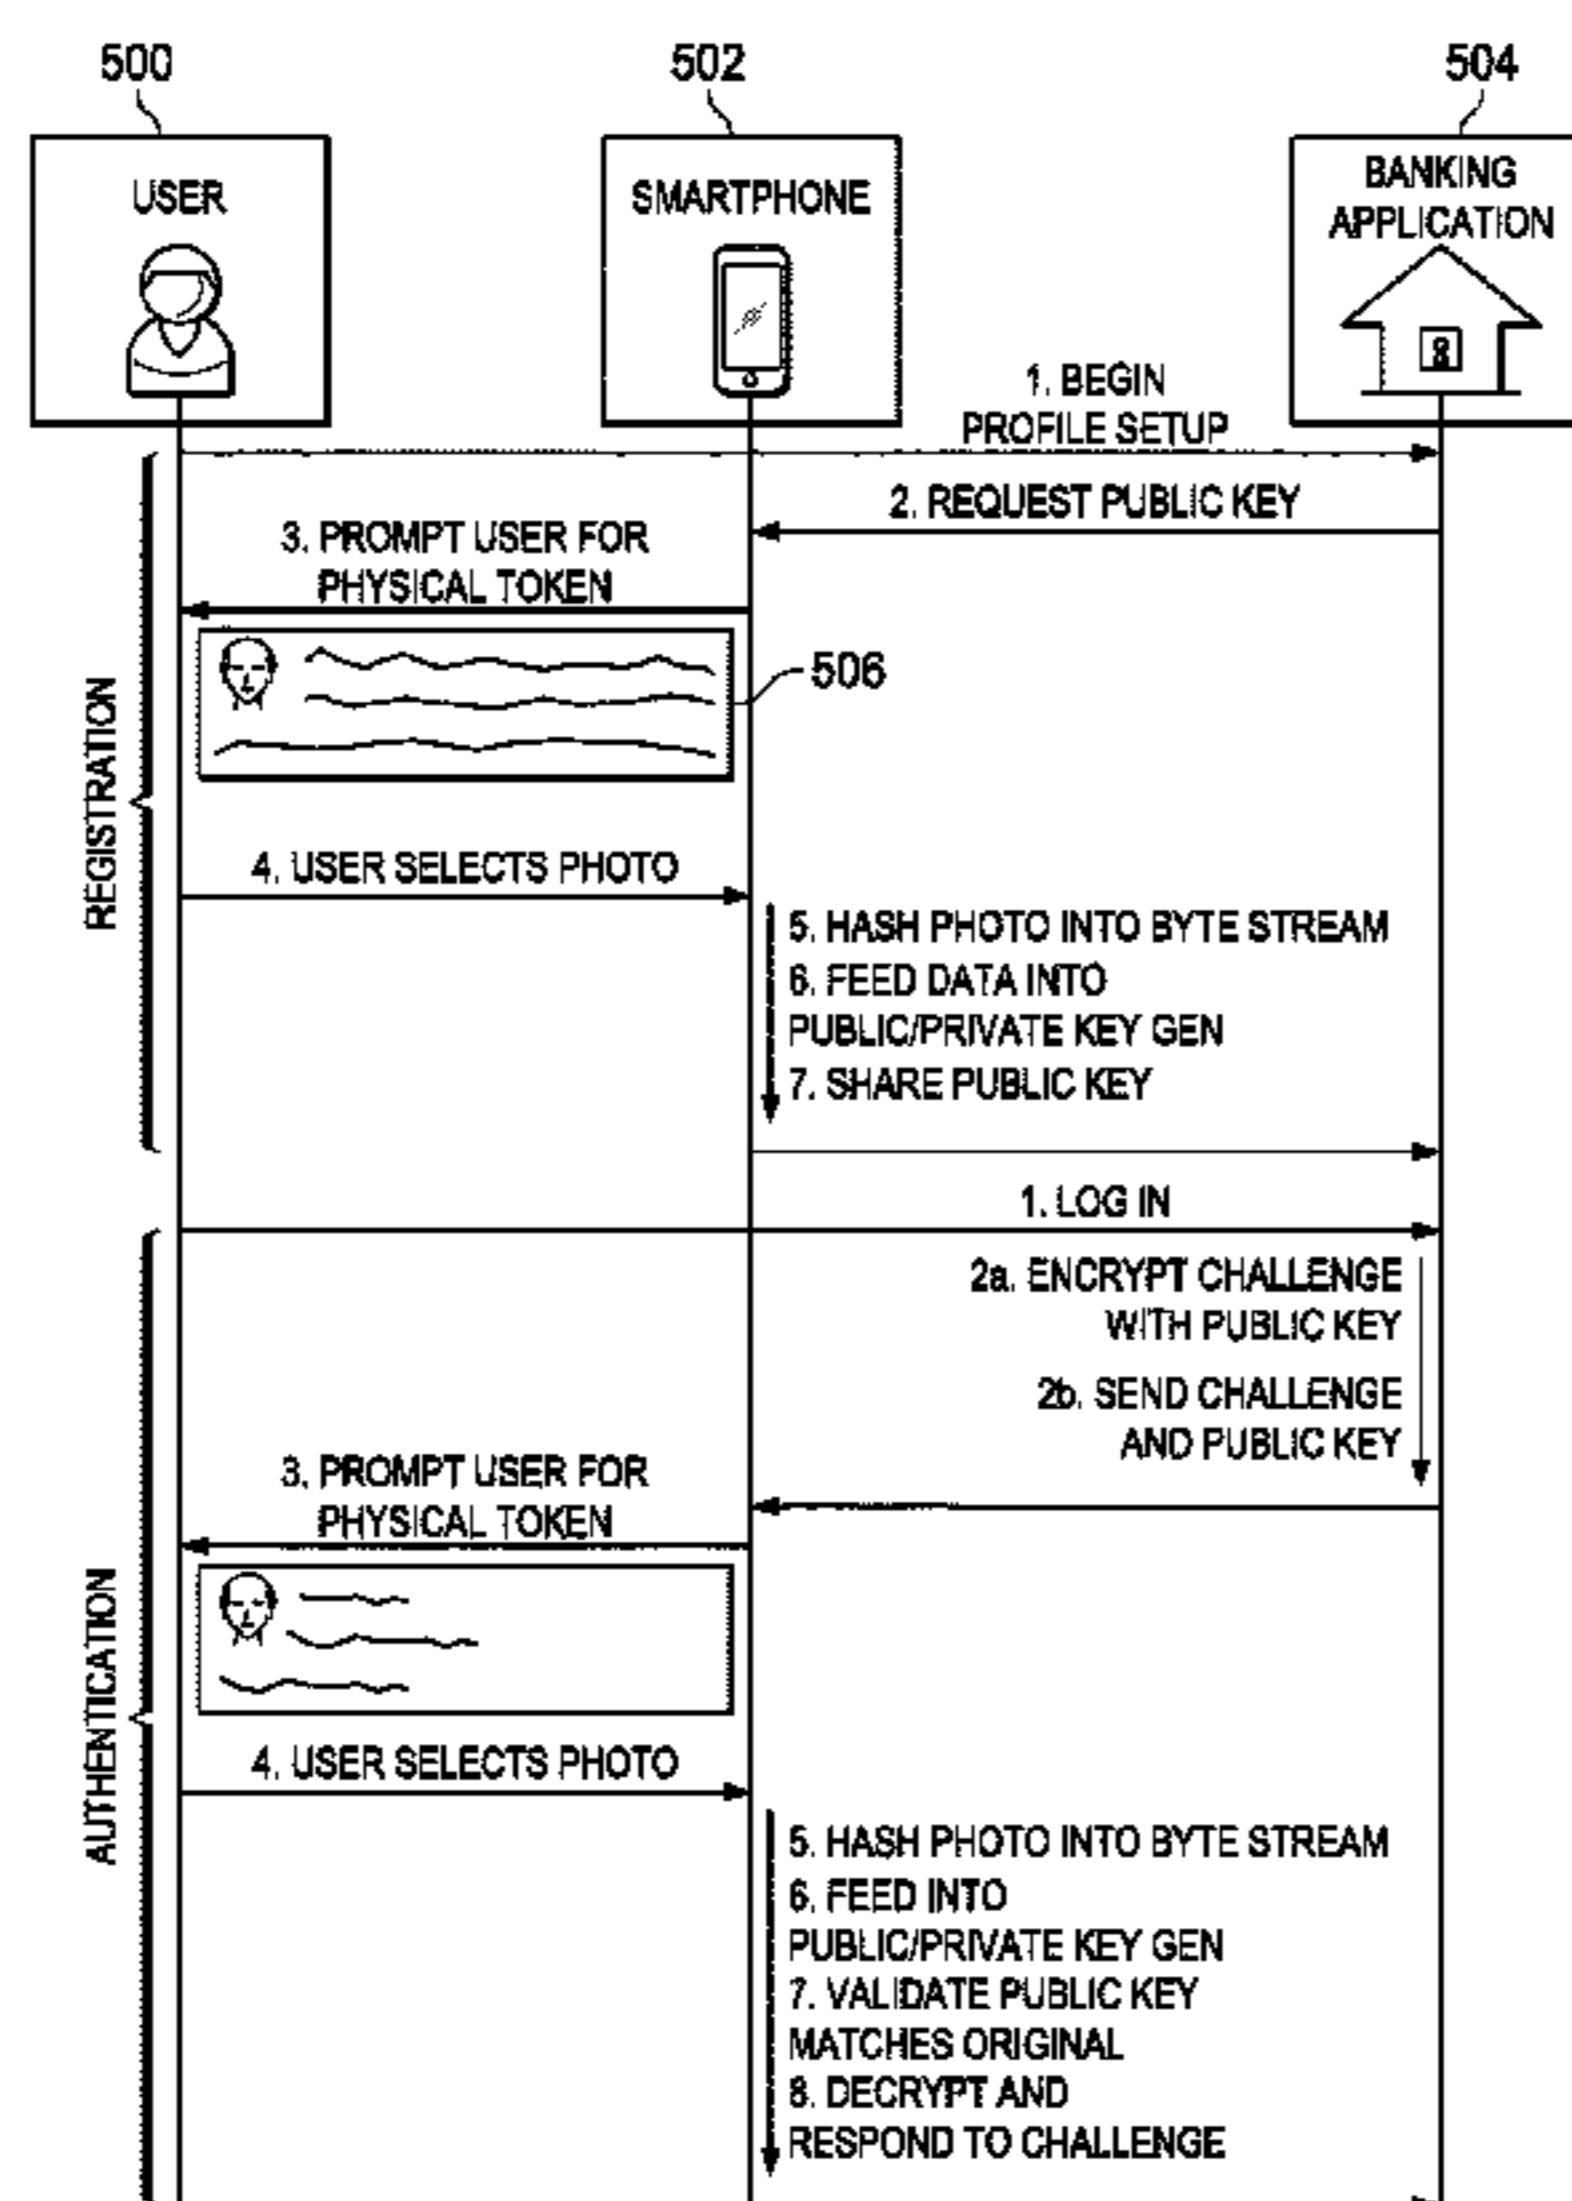 500
502
504
USER
SMARTPHONE
BANKING
APPLICATION
1. BEGIN
PROFILE SETUP
2. REQUEST PUBLIC KEY
3. PROMPT USER FOR
PHYSICAL TOKEN
506
REGISTRATION
4. USER SELECTS PHOTO
5. HASH PHOTO INTO BYTE STREAM
6. FEED DATA INTO
PUBLIC/PRIVATE KEY GEN
7. SHARE PUBLIC KEY
1. LOG IN
2a. ENCRYPT CHALLENGE
WITH PUBLIC KEY
2b. SEND CHALLENGE
AND PUBLIC KEY
3. PROMPT USER FOR
PHYSICAL TOKEN
AUTHENTICATION
4. USER SELECTS PHOTO
5. HASH PHOTO INTO BYTE STREAM
6. FEED INTO
PUBLIC/PRIVATE KEY GEN
7. VALIDATE PUBLIC KEY
MATCHES ORIGINAL
8. DECRYPT AND
RESPOND TO CHALLENGE